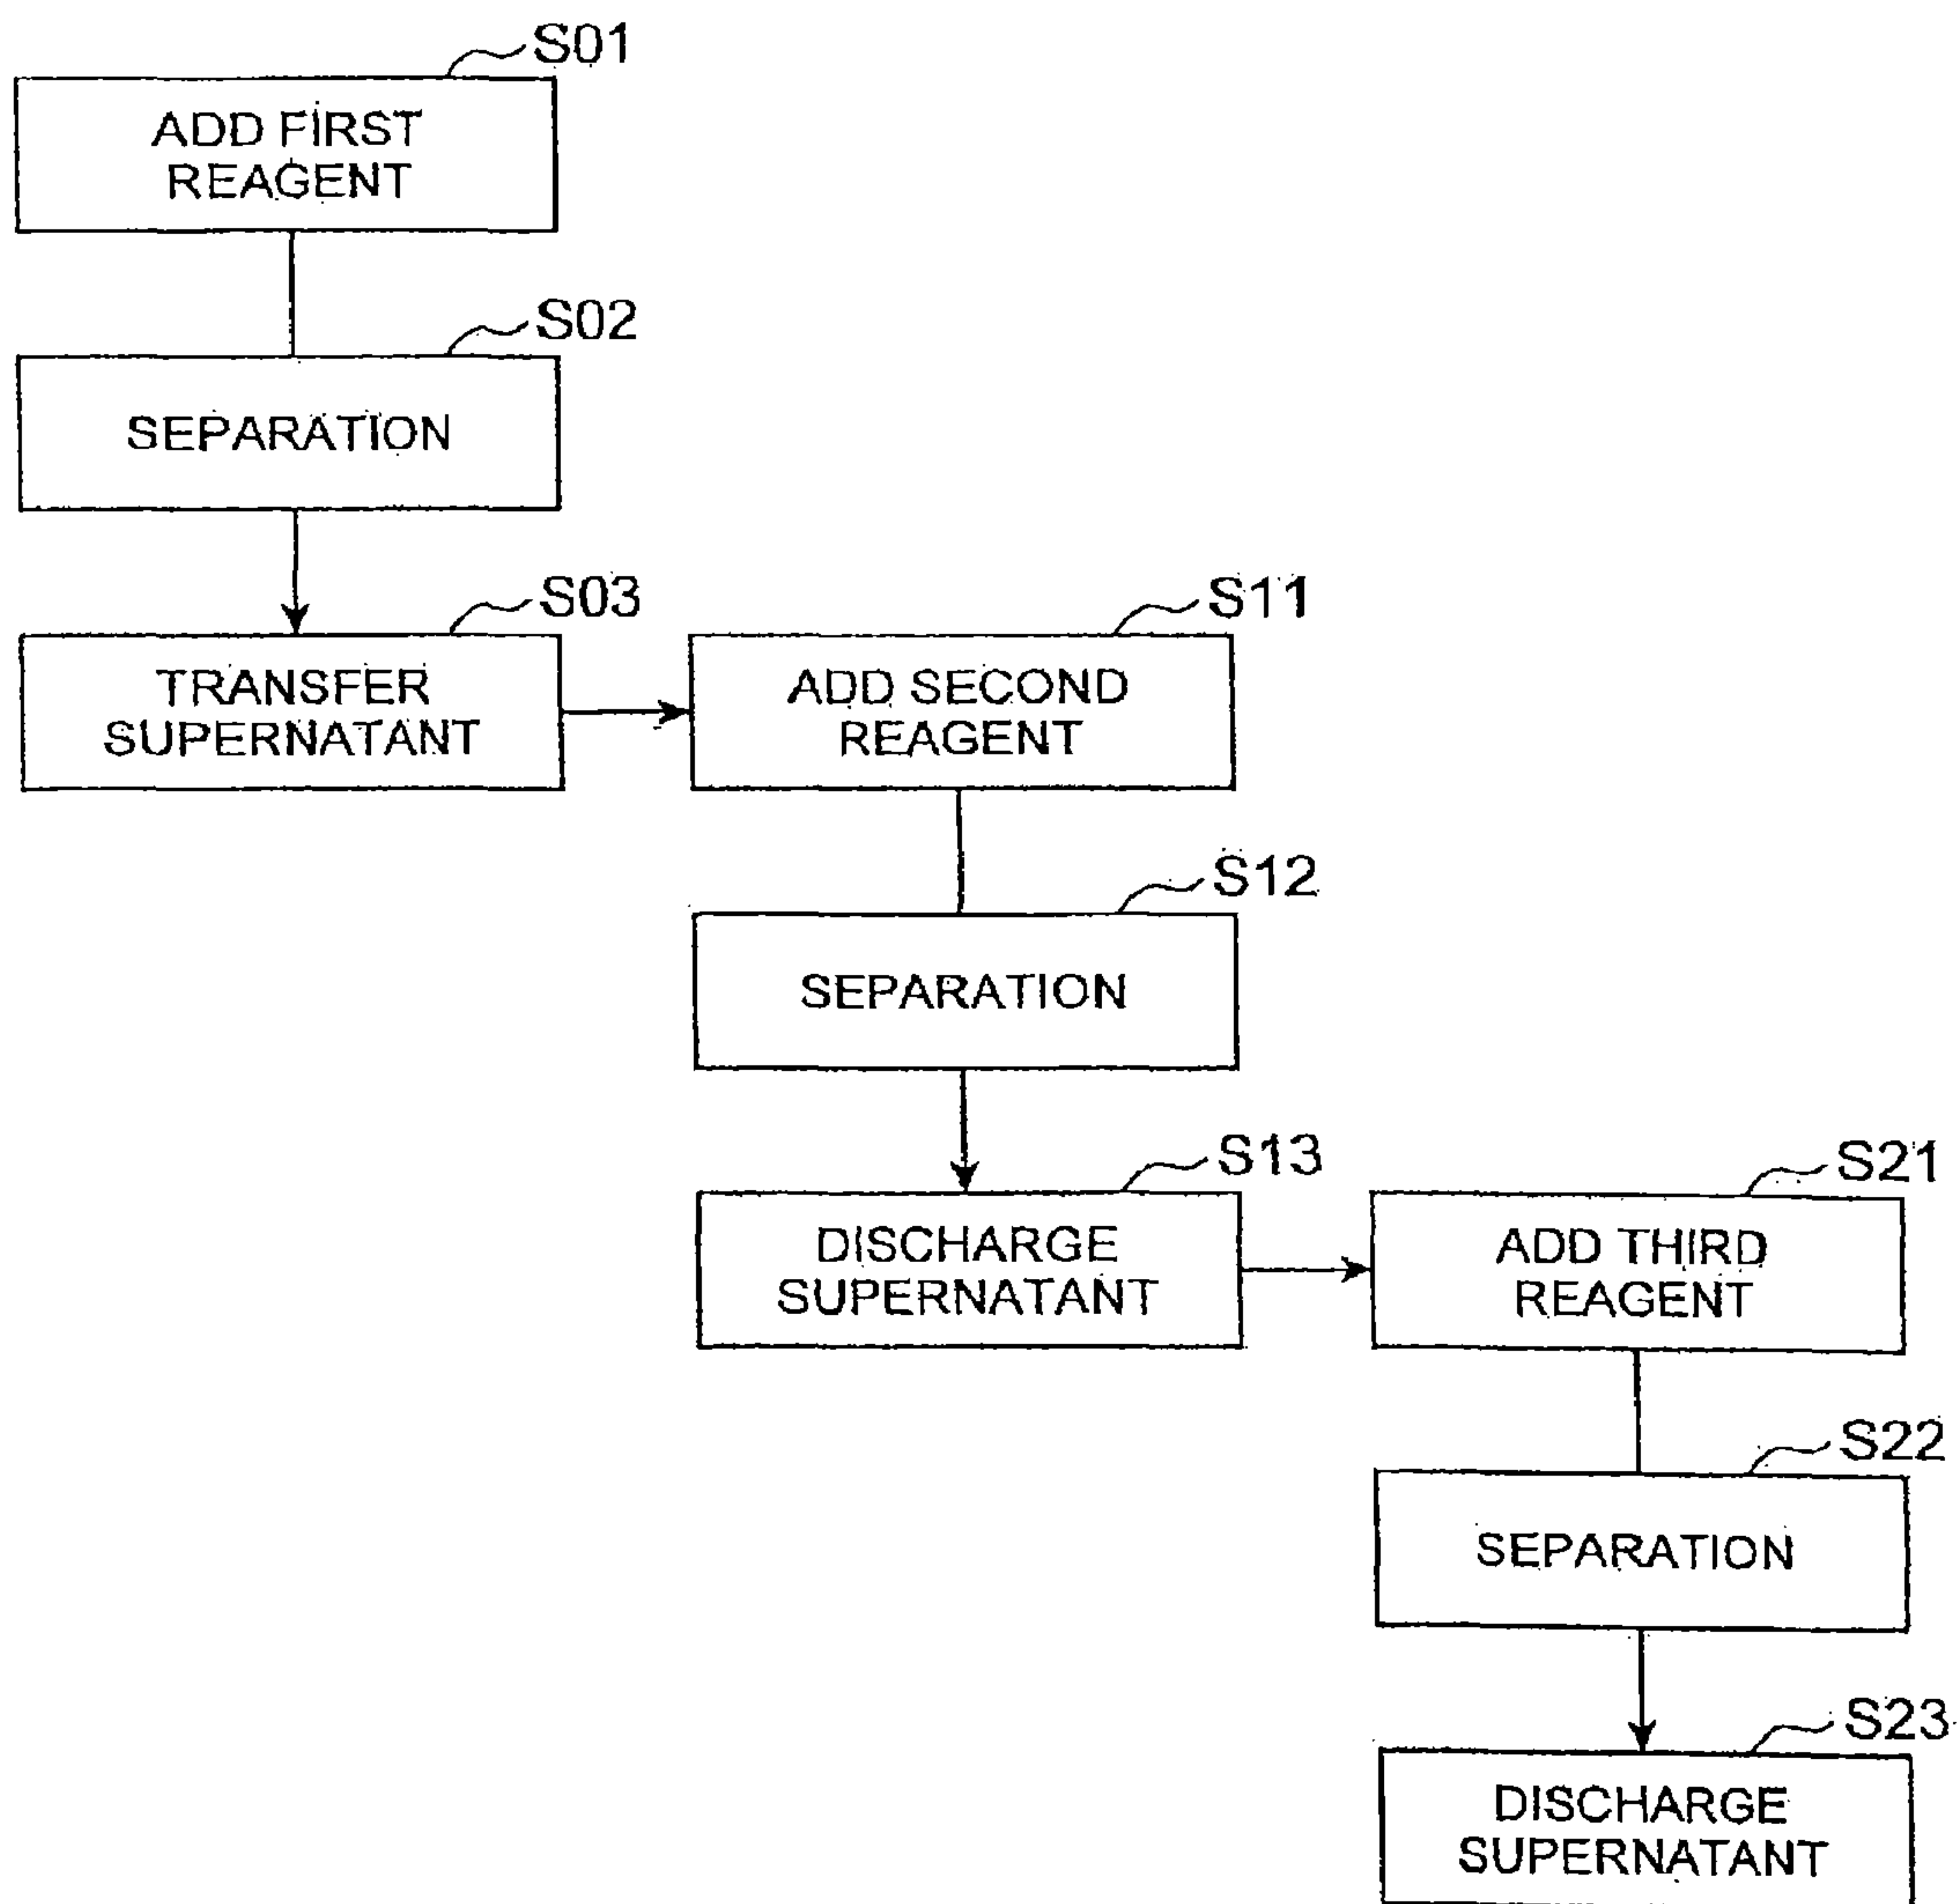 S01
ADD FIRST
REAGENT
S02
SEPARATION
S03
TRANSFER
SUPERNATANT
S11
ADD SECOND
REAGENT
S12
SEPARATION
S13
DISCHARGE
SUPERNATANT
S21
ADD THIRD
REAGENT
S22
SEPARATION
S23
DISCHARGE
SUPERNATANT